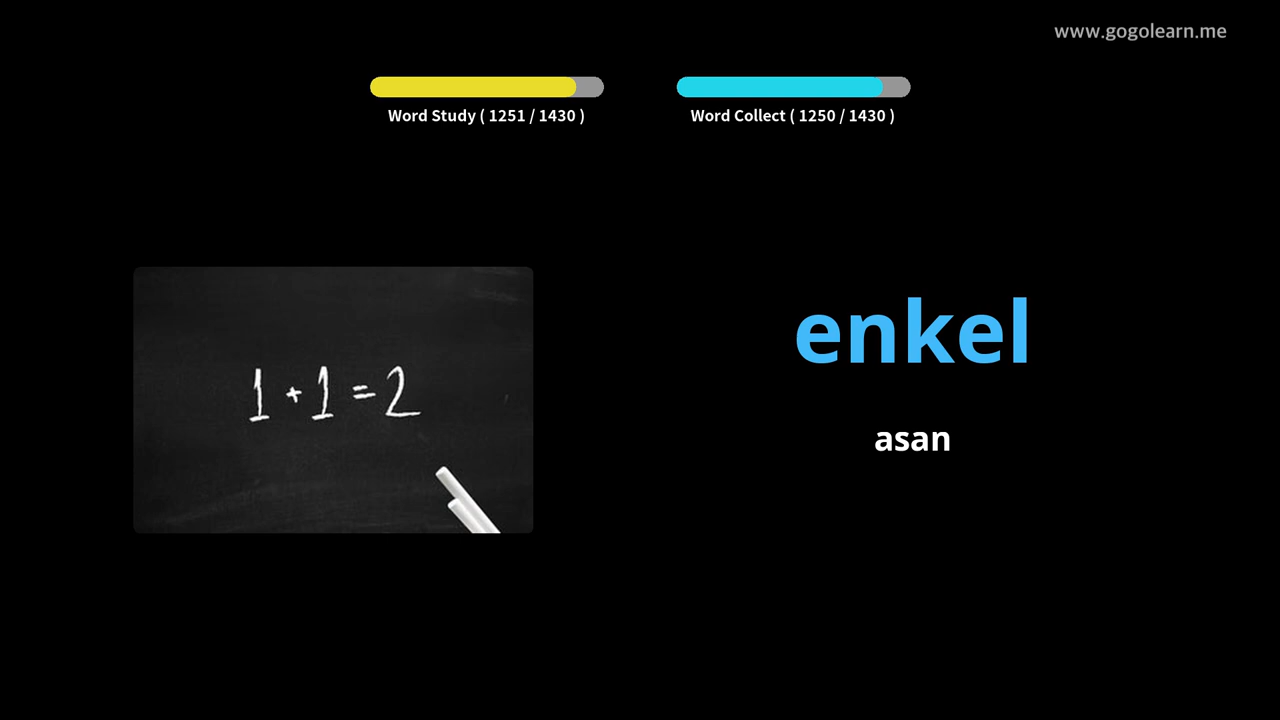 www.gogolearn.me
Word Study ( 1251 / 1430 )
Word Collect ( 1250 / 1430 )
1 + 1 = 2
enkel
asan